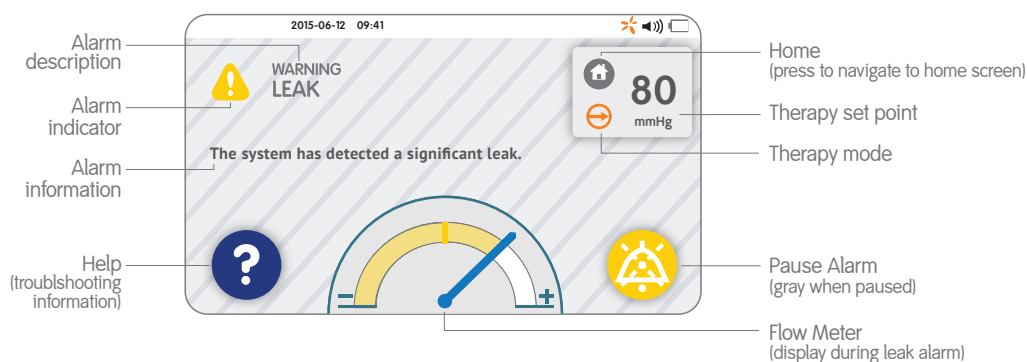 2015-06-12 09:41
Alarm
description
WARNING
LEAK
Alarm
indicator
The system has detected a significant leak.
Alarm
information
Help
(troublshooting
information)
?
−
+
80
mmHg
Home
(press to navigate to home screen)
Therapy set point
Therapy mode
Pause Alarm
(gray when paused)
Flow Meter
(display during leak alarm)